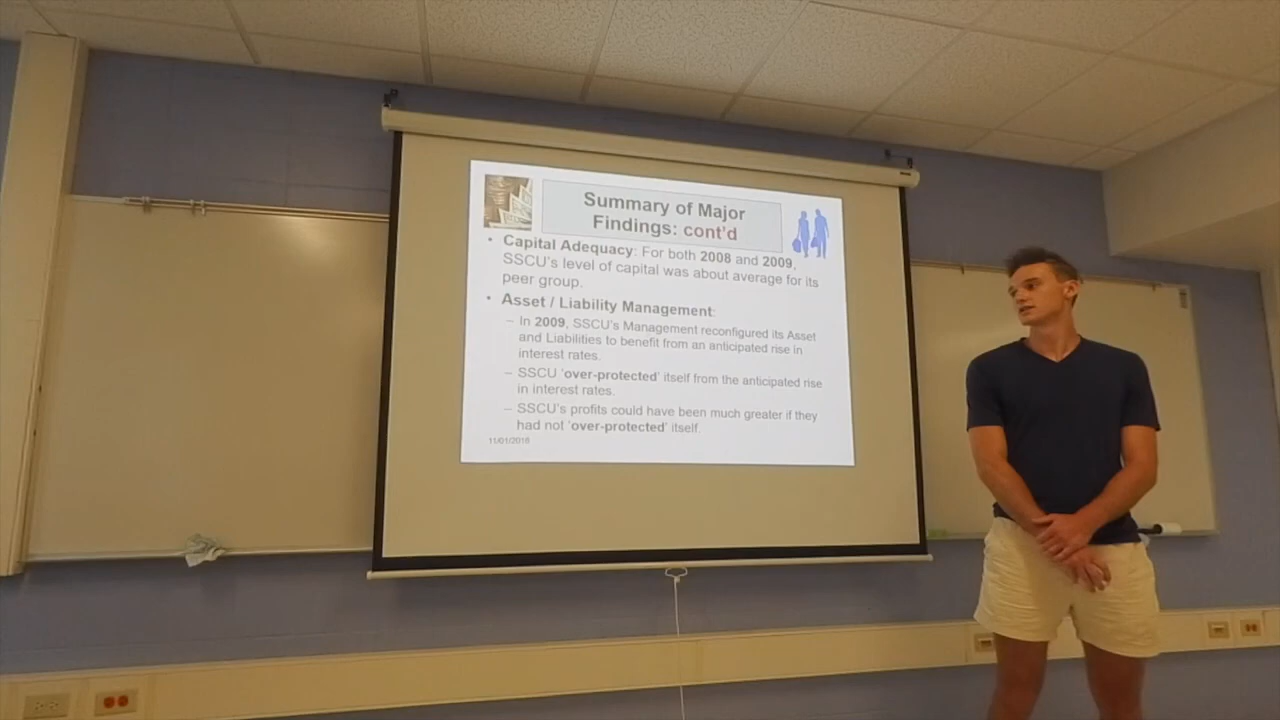 Summary of Major
Findings: cont'd
• Capital Adequacy: For both 2008 and 2009,
SSCU's level of capital was about average for its
peer group.
• Asset / Liability Management:
– In 2009, SSCU's Management reconfigured its Asset
and Liabilities to benefit from an anticipated rise in
interest rates.
– SSCU 'over-protected' itself from the anticipated rise
in interest rates.
– SSCU's profits could have been much greater if they
had not 'over-protected' itself.
11/01/2016